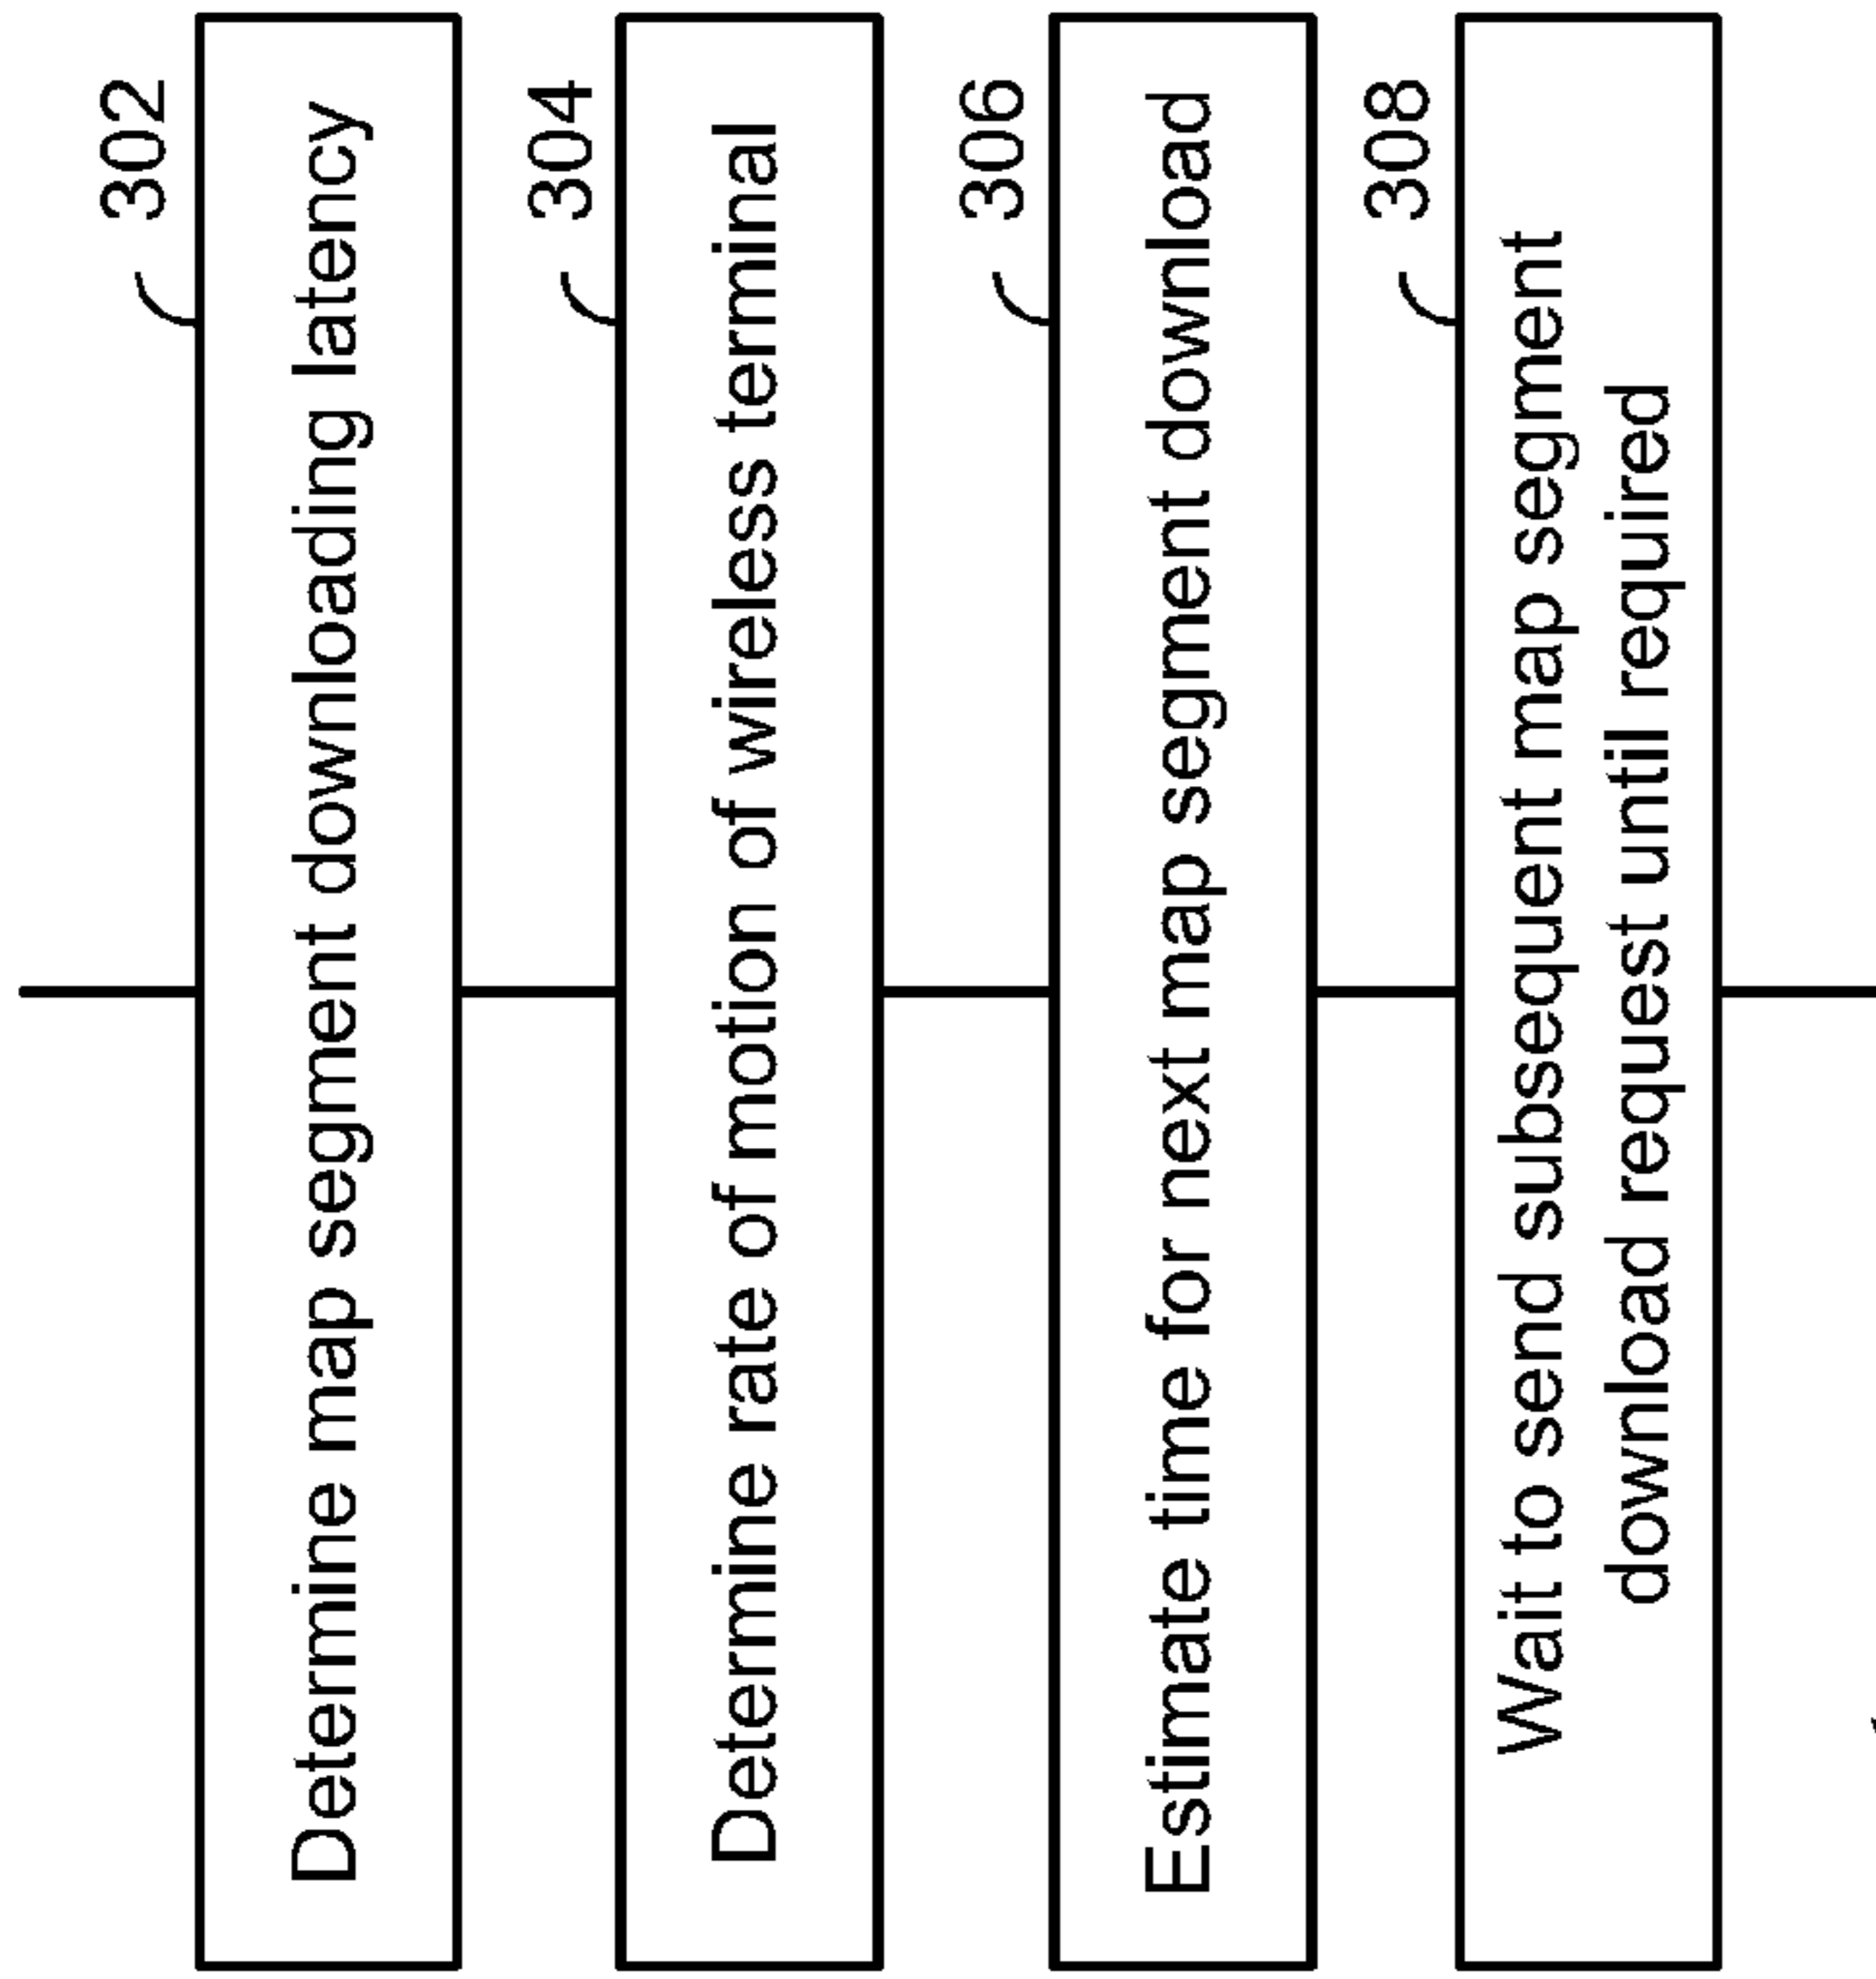 302
Determine map segment downloading latency
304
Determine rate of motion of wireless terminal
306
Estimate time for next map segment download
308
Wait to send subsequent map segment
download request until required